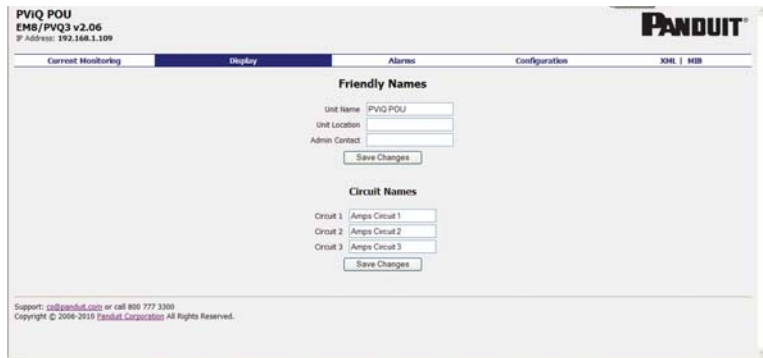 PViQ POU
EM8/PVQ3 v2.06
IP Address: 192.168.1.109
PANDUIT®
Current Monitoring Display Alarms Configuration XML | MIB
Friendly Names
Unit Name PViQ POU
Unit Location
Admin Contact
Save Changes
Circuit Names
Circuit 1 Amps Circuit 1
Circuit 2 Amps Circuit 2
Circuit 3 Amps Circuit 3
Save Changes
Support: cs@panduit.com or call 800 777 3300
Copyright © 2006-2010 Panduit Corporation All Rights Reserved.